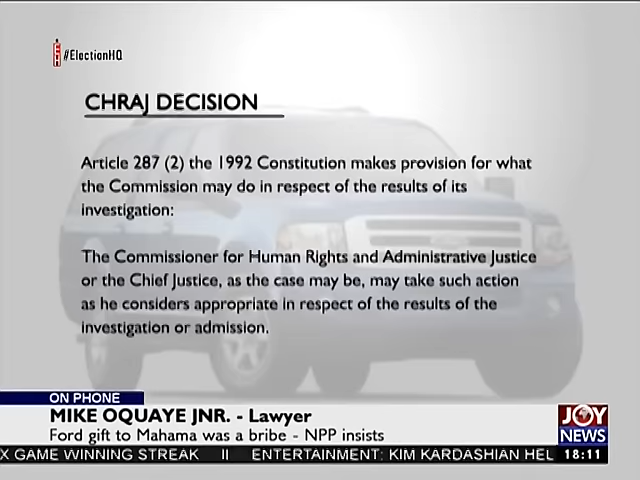 #ElectionHQ
CHRAJ DECISION
Article 287 (2) the 1992 Constitution makes provision for what
the Commission may do in respect of the results of its
investigation:
The Commissioner for Human Rights and Administrative Justice
or the Chief Justice, as the case may be, may take such action
as he considers appropriate in respect of the results of the
investigation or admission.
ON PHONE
MIKE OQUAYE JNR. - Lawyer
Ford gift to Mahama was a bribe - NPP insists
JOY
NEWS
X GAME WINNING STREAK II ENTERTAINMENT: KIM KARDASHIAN HEL
18:11